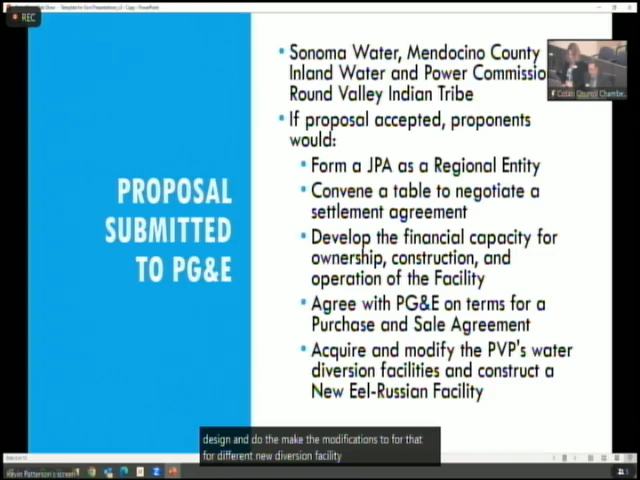 REC
PROPOSAL
SUBMITTED
TO PG&E
• Sonoma Water, Mendocino County
Inland Water and Power Commissio
Round Valley Indian Tribe
• If proposal accepted, proponents
would:
• Form a JPA as a Regional Entity
• Convene a table to negotiate a
settlement agreement
• Develop the financial capacity for
ownership, construction, and
operation of the Facility
• Agree with PG&E on terms for a
Purchase and Sale Agreement
• Acquire and modify the PVP's water
diversion facilities and construct a
New Eel-Russian Facility
Cotati Council Chambe...
design and do the make the modifications to for that
for different new diversion facility
Kevin Patterson's screen